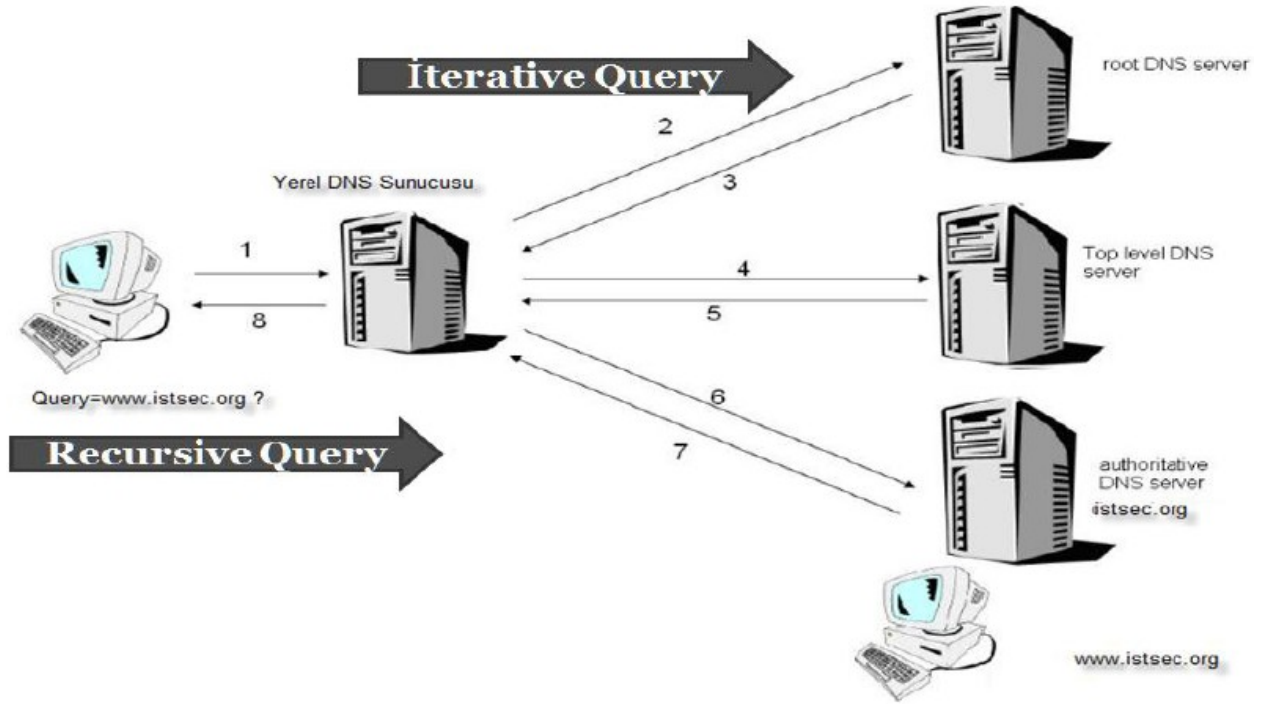 İterative Query
root DNS server
2
3
Yerel DNS Sunucusu
1
8
4
5
Top level DNS
server
Query=www.istsec.org ?
Recursive Query
6
7
authoritative
DNS server
istsec.org
www.istsec.org